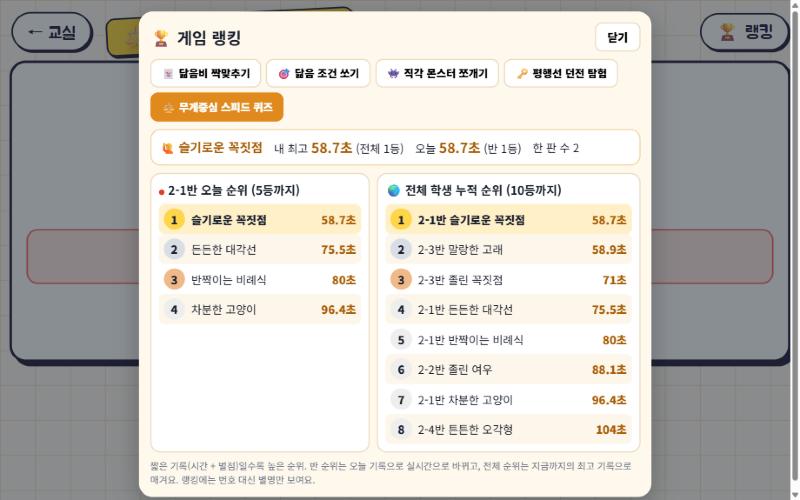 ← 교실
🏆 랭킹
🏆 게임 랭킹
닫기
🃏 닮음비 짝맞추기
🎯 닮음 조건 쏘기
👾 직각 몬스터 쪼개기
🔑 평행선 던전 탐험
⚖️ 무게중심 스피드 퀴즈
슬기로운 꼭짓점 내 최고 58.7초 (전체 1등) 오늘 58.7초 (반 1등) 한 판 수 2
2-1반 오늘 순위 (5등까지)
1 슬기로운 꼭짓점 58.7초
2 든든한 대각선 75.5초
3 반짝이는 비례식 80초
4 차분한 고양이 96.4초
🌏 전체 학생 누적 순위 (10등까지)
1 2-1반 슬기로운 꼭짓점 58.7초
2 2-3반 말랑한 고래 58.9초
3 2-3반 졸린 꼭짓점 71초
4 2-1반 든든한 대각선 75.5초
5 2-1반 반짝이는 비례식 80초
6 2-2반 졸린 여우 88.1초
7 2-1반 차분한 고양이 96.4초
8 2-4반 튼튼한 오각형 104초
짧은 기록(시간 + 벌점)일수록 높은 순위. 반 순위는 오늘 기록으로 실시간으로 바뀌고, 전체 순위는 지금까지의 최고 기록으로
매겨요. 랭킹에는 번호 대신 별명만 보여요.